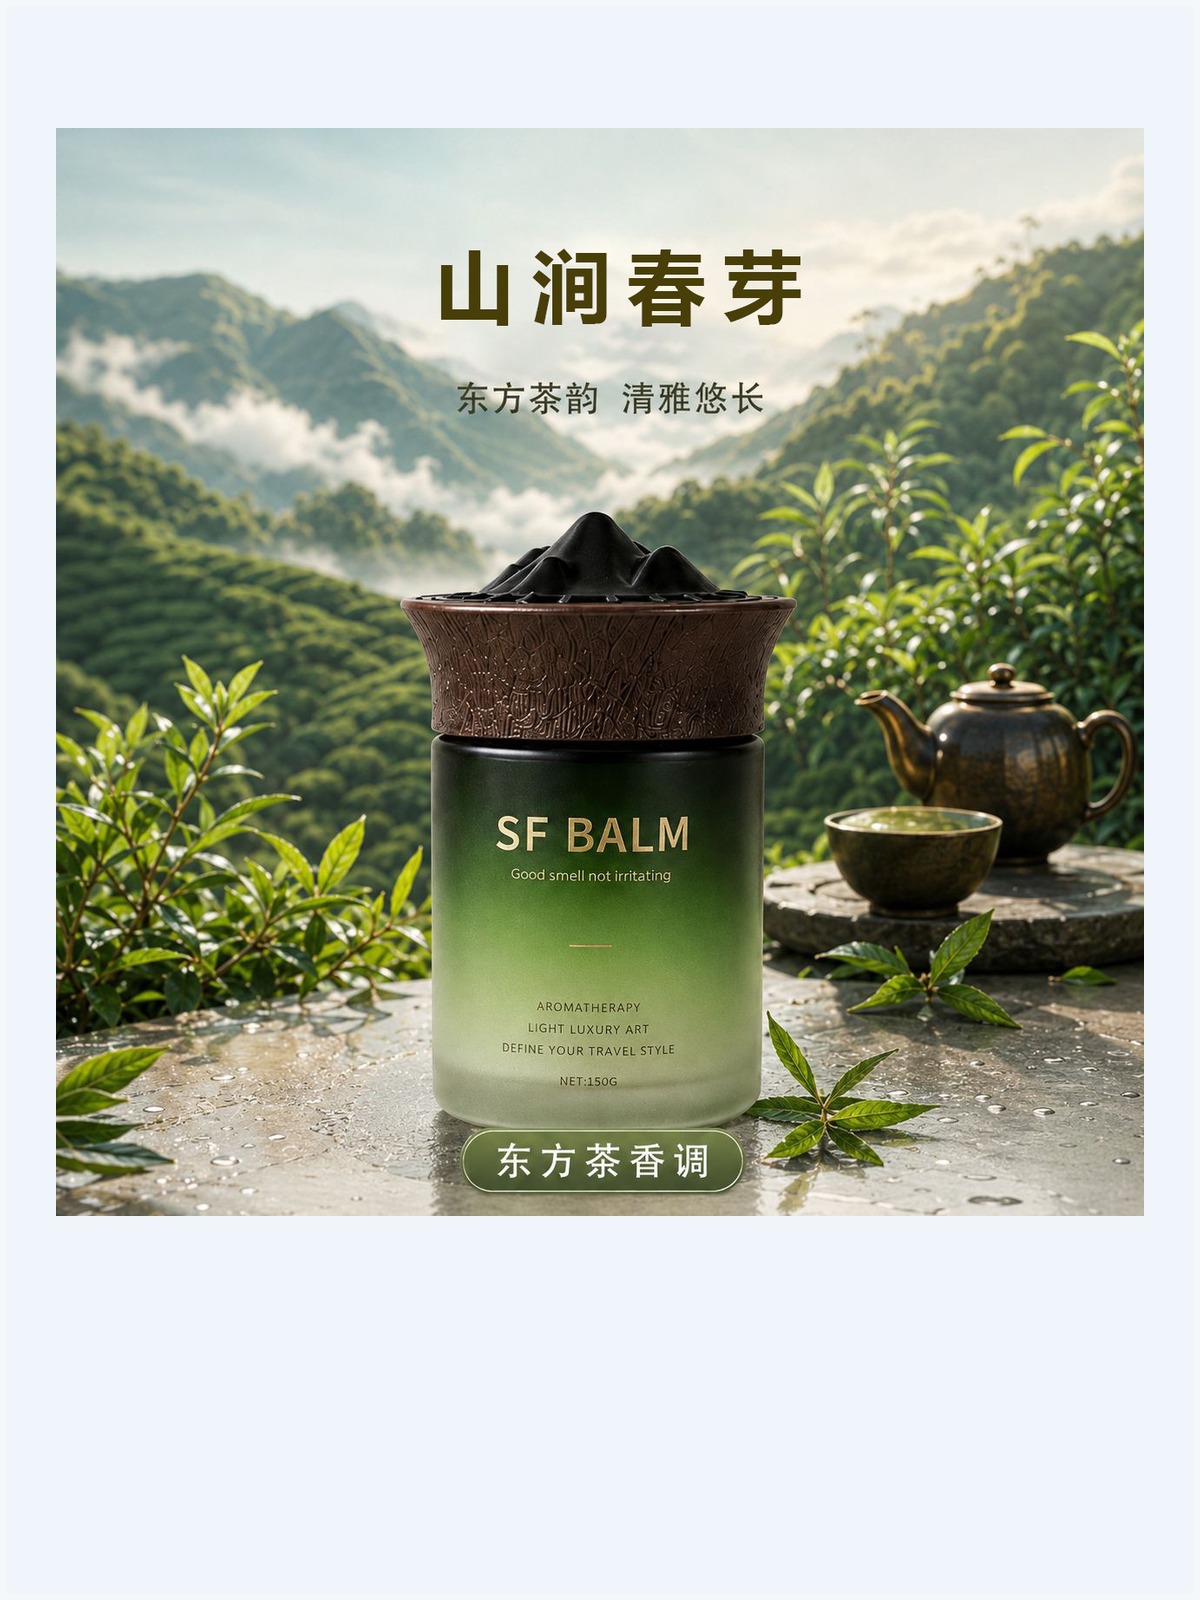 山涧春芽
东方茶韵 清雅悠长
SF BALM
Good smell not irritating
AROMATHERAPY
LIGHT LUXURY ART
DEFINE YOUR TRAVEL STYLE
NET:150G
东方茶香调